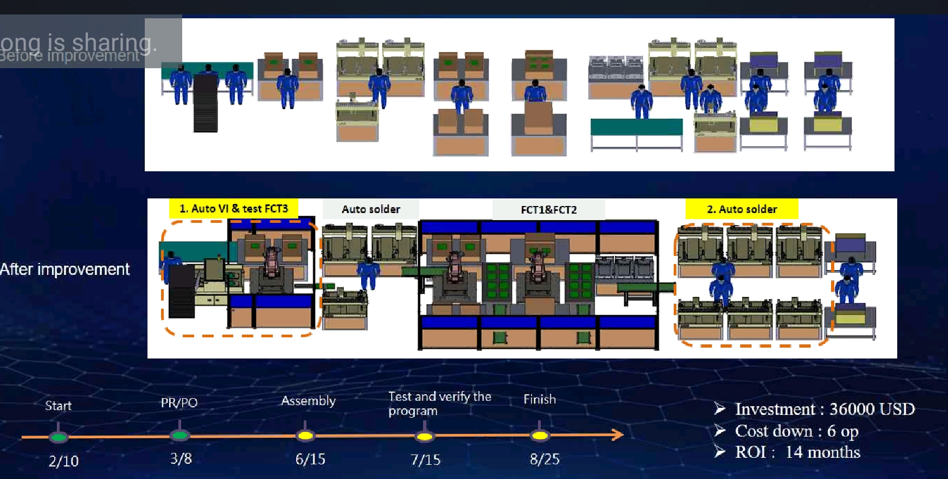 ong is sharing.
Before improvement
1. Auto VI & test FCT3
Auto solder
FCT1&FCT2
2. Auto solder
After improvement
Start
PR/PO
Assembly
Test and verify the
program
Finish
2/10
3/8
6/15
7/15
8/25
➢ Investment : 36000 USD
➢ Cost down : 6 op
➢ ROI : 14 months